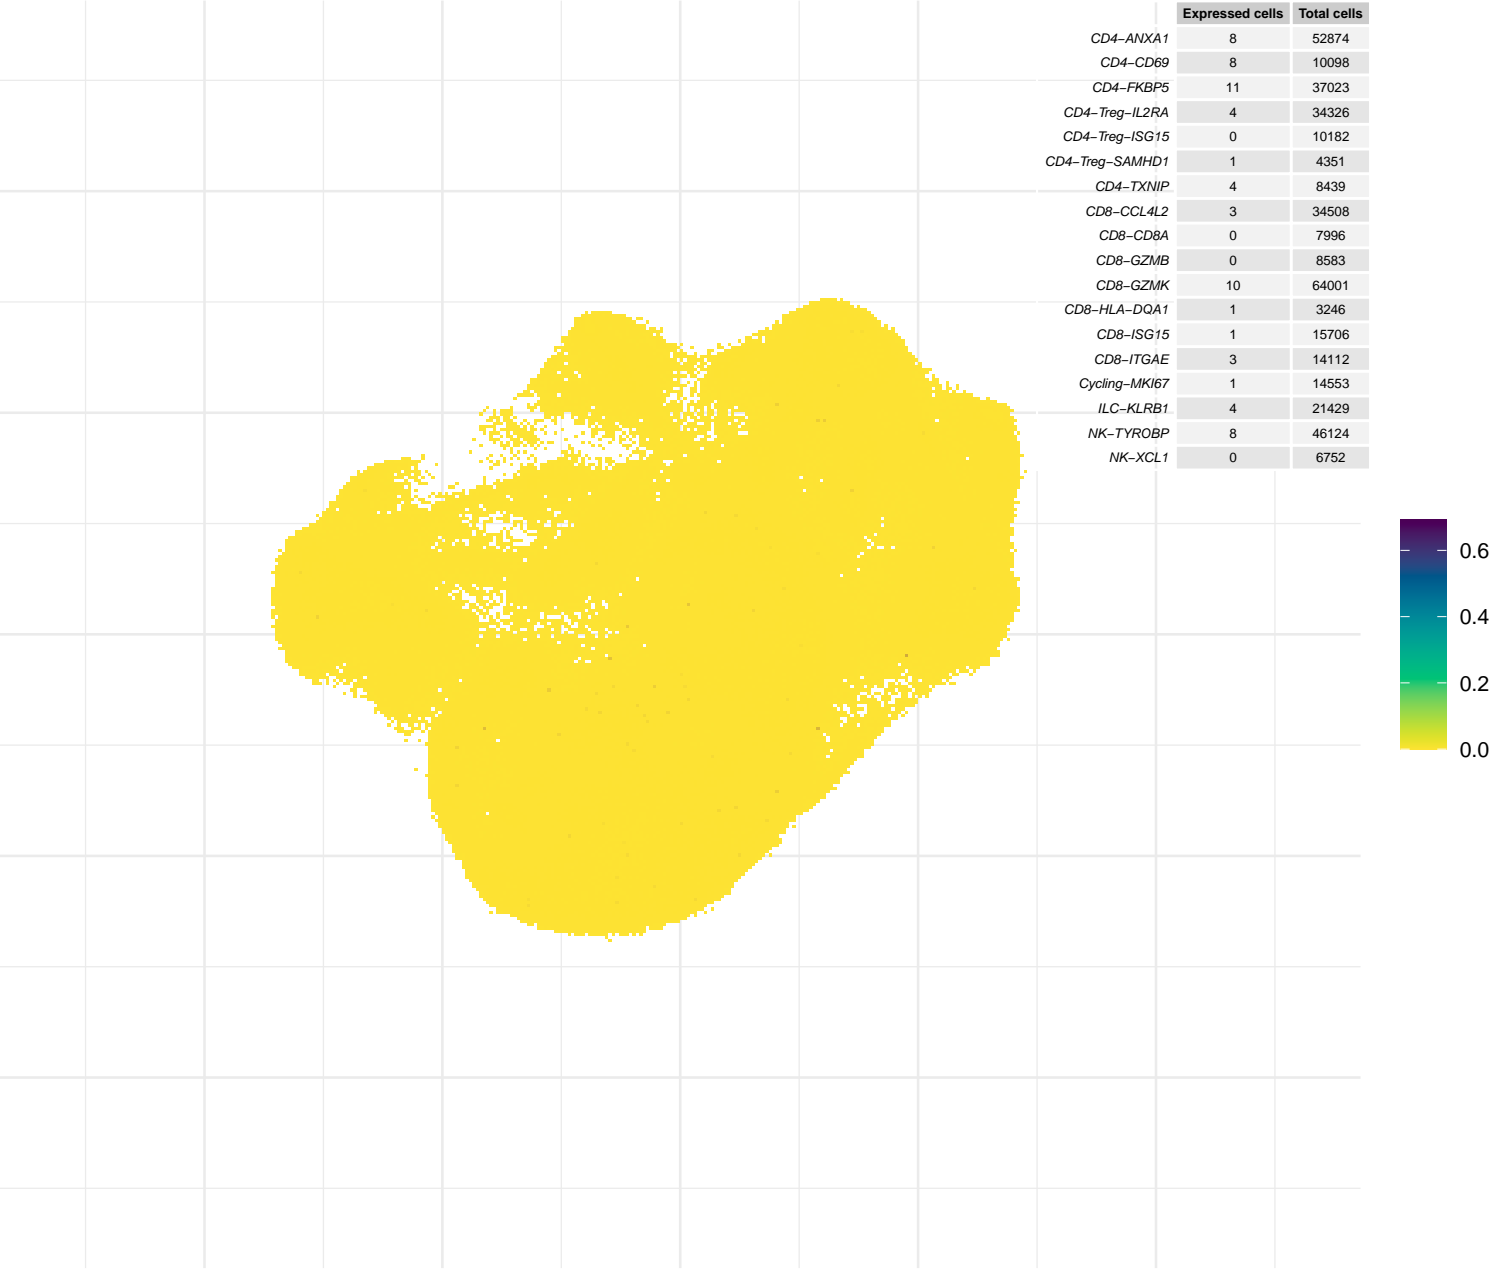 Expressed cells Total cells
CD4−ANXA1 8 52874
CD4−CD69 8 10098
CD4−FKBP5 11 37023
CD4−Treg−IL2RA 4 34326
CD4−Treg−ISG15 0 10182
CD4−Treg−SAMHD1 1 4351
CD4−TXNIP 4 8439
CD8−CCL4L2 3 34508
CD8−CD8A 0 7996
CD8−GZMB 0 8583
CD8−GZMK 10 64001
CD8−HLA−DQA1 1 3246
CD8−ISG15 1 15706
CD8−ITGAE 3 14112
Cycling−MKI67 1 14553
ILC−KLRB1 4 21429
NK−TYROBP 8 46124
NK−XCL1 0 6752
0.6
0.4
0.2
0.0